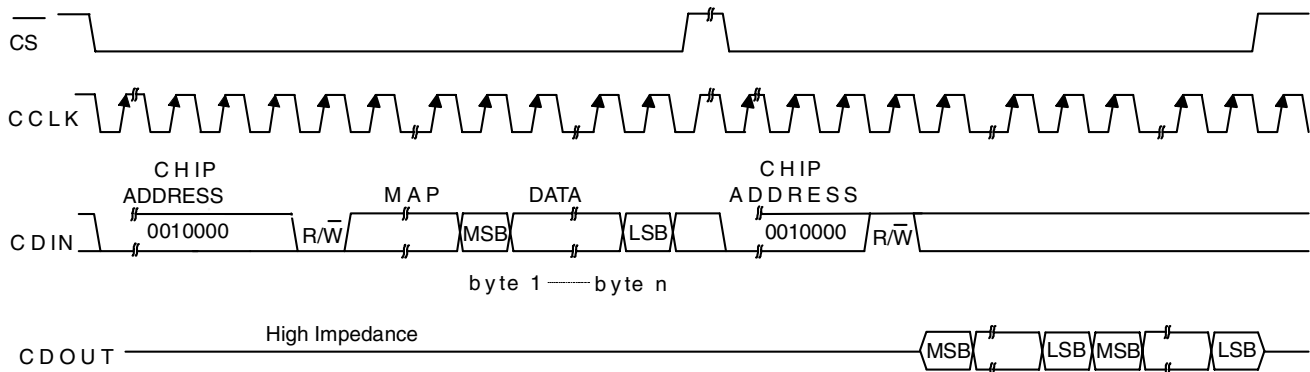 CS
CCLK
CHIP
ADDRESS
MAP
DATA
CHIP
ADDRESS
CDIN
0010000
R/W
MSB
LSB
0010000
R/W
byte 1
byte n
High Impedance
CDOUT
MSB
LSB
MSB
LSB